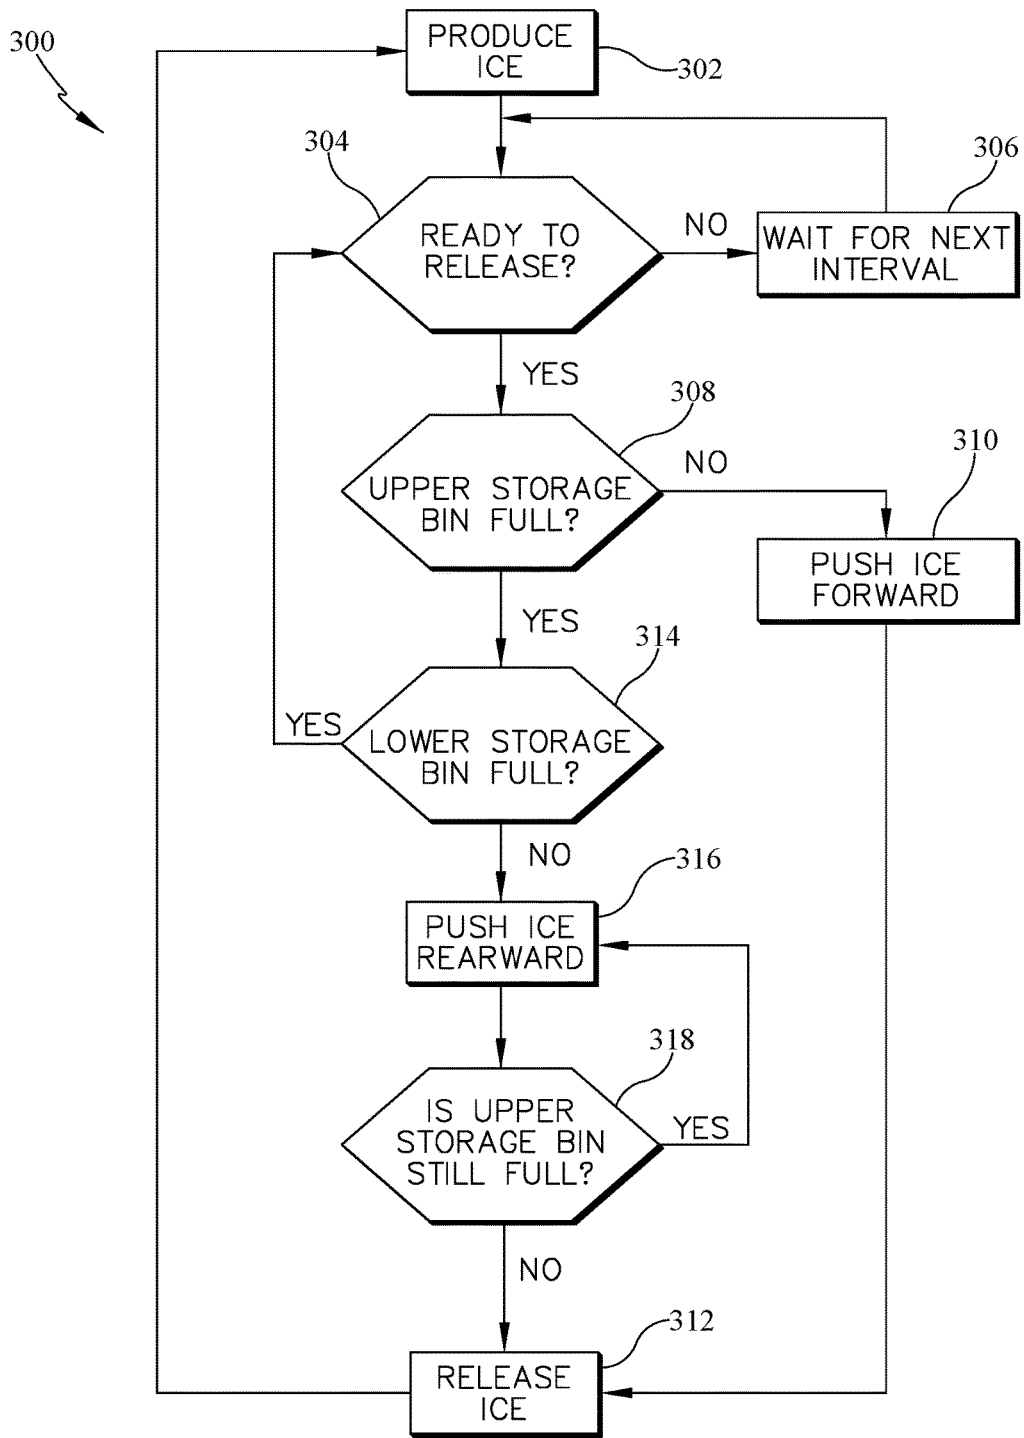 300
PRODUCE
ICE
302
304
READY TO
RELEASE?
NO
306
WAIT FOR NEXT
INTERVAL
YES
308
UPPER STORAGE
BIN FULL?
NO
310
PUSH ICE
FORWARD
YES
314
LOWER STORAGE
BIN FULL?
YES
NO
316
PUSH ICE
REARWARD
318
IS UPPER
STORAGE BIN
STILL FULL?
YES
NO
312
RELEASE
ICE